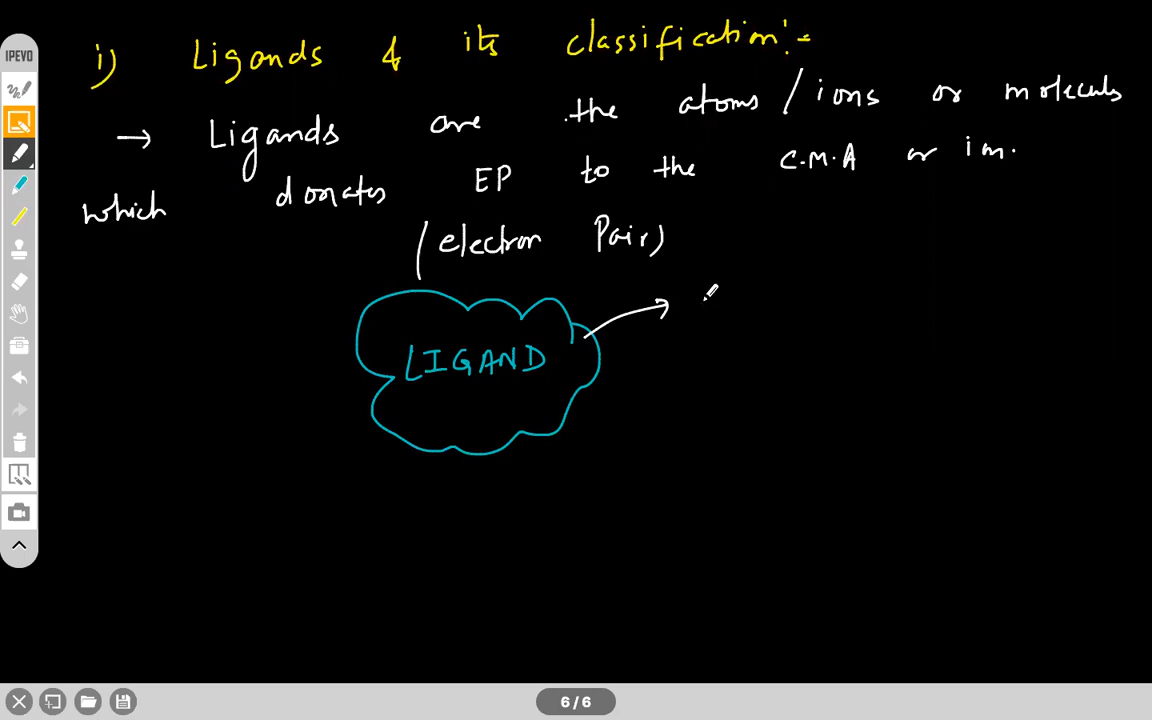 IPEVO
i) Ligands & its classification :-
→ Ligands are the atoms / ions or molecules
which donates EP to the C.M.A or im.
(electron Pair)
LIGAND
6/6